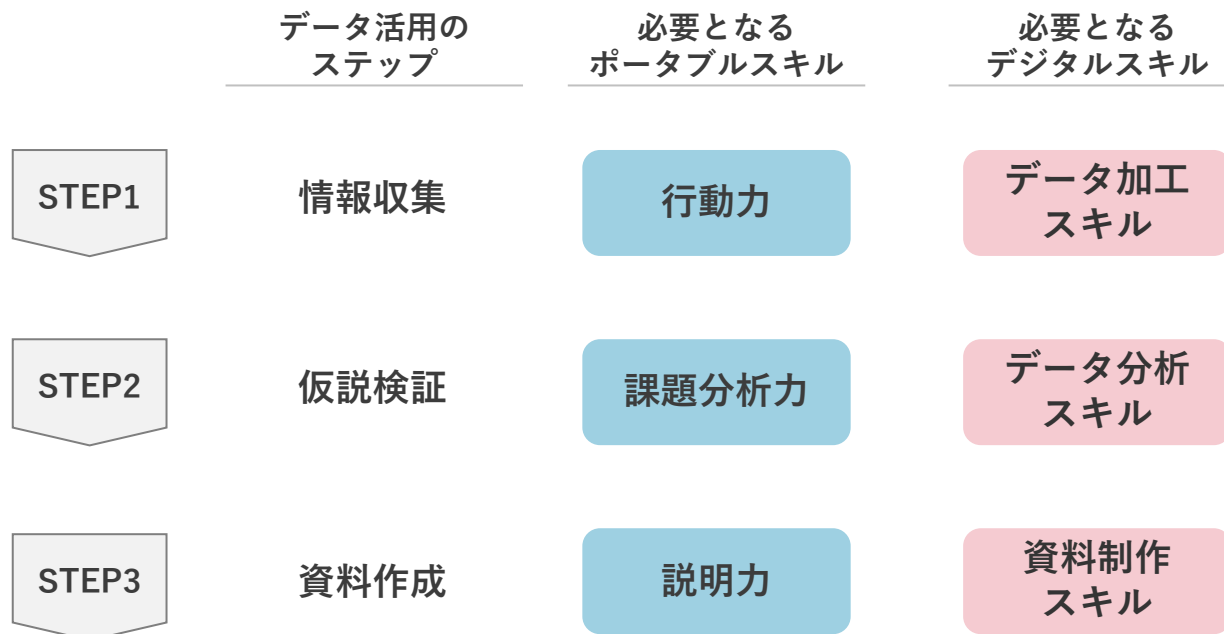 データ活用の
ステップ
必要となる
ポータブルスキル
必要となる
デジタルスキル
STEP1
情報収集
行動力
データ加工
スキル
STEP2
仮説検証
課題分析力
データ分析
スキル
STEP3
資料作成
説明力
資料制作
スキル